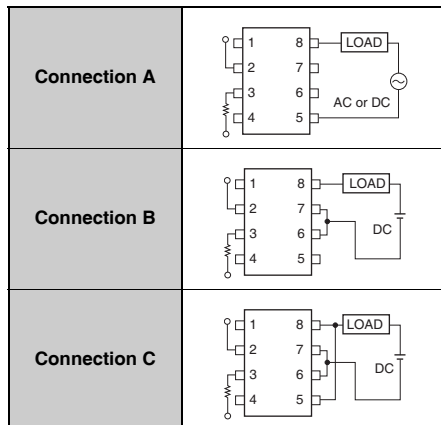 Connection A
1 8 LOAD
2 7
3 6
AC or DC
4 5
Connection B
1 8 LOAD
2 7
DC
3 6
4 5
Connection C
1 8 LOAD
2 7
DC
3 6
4 5